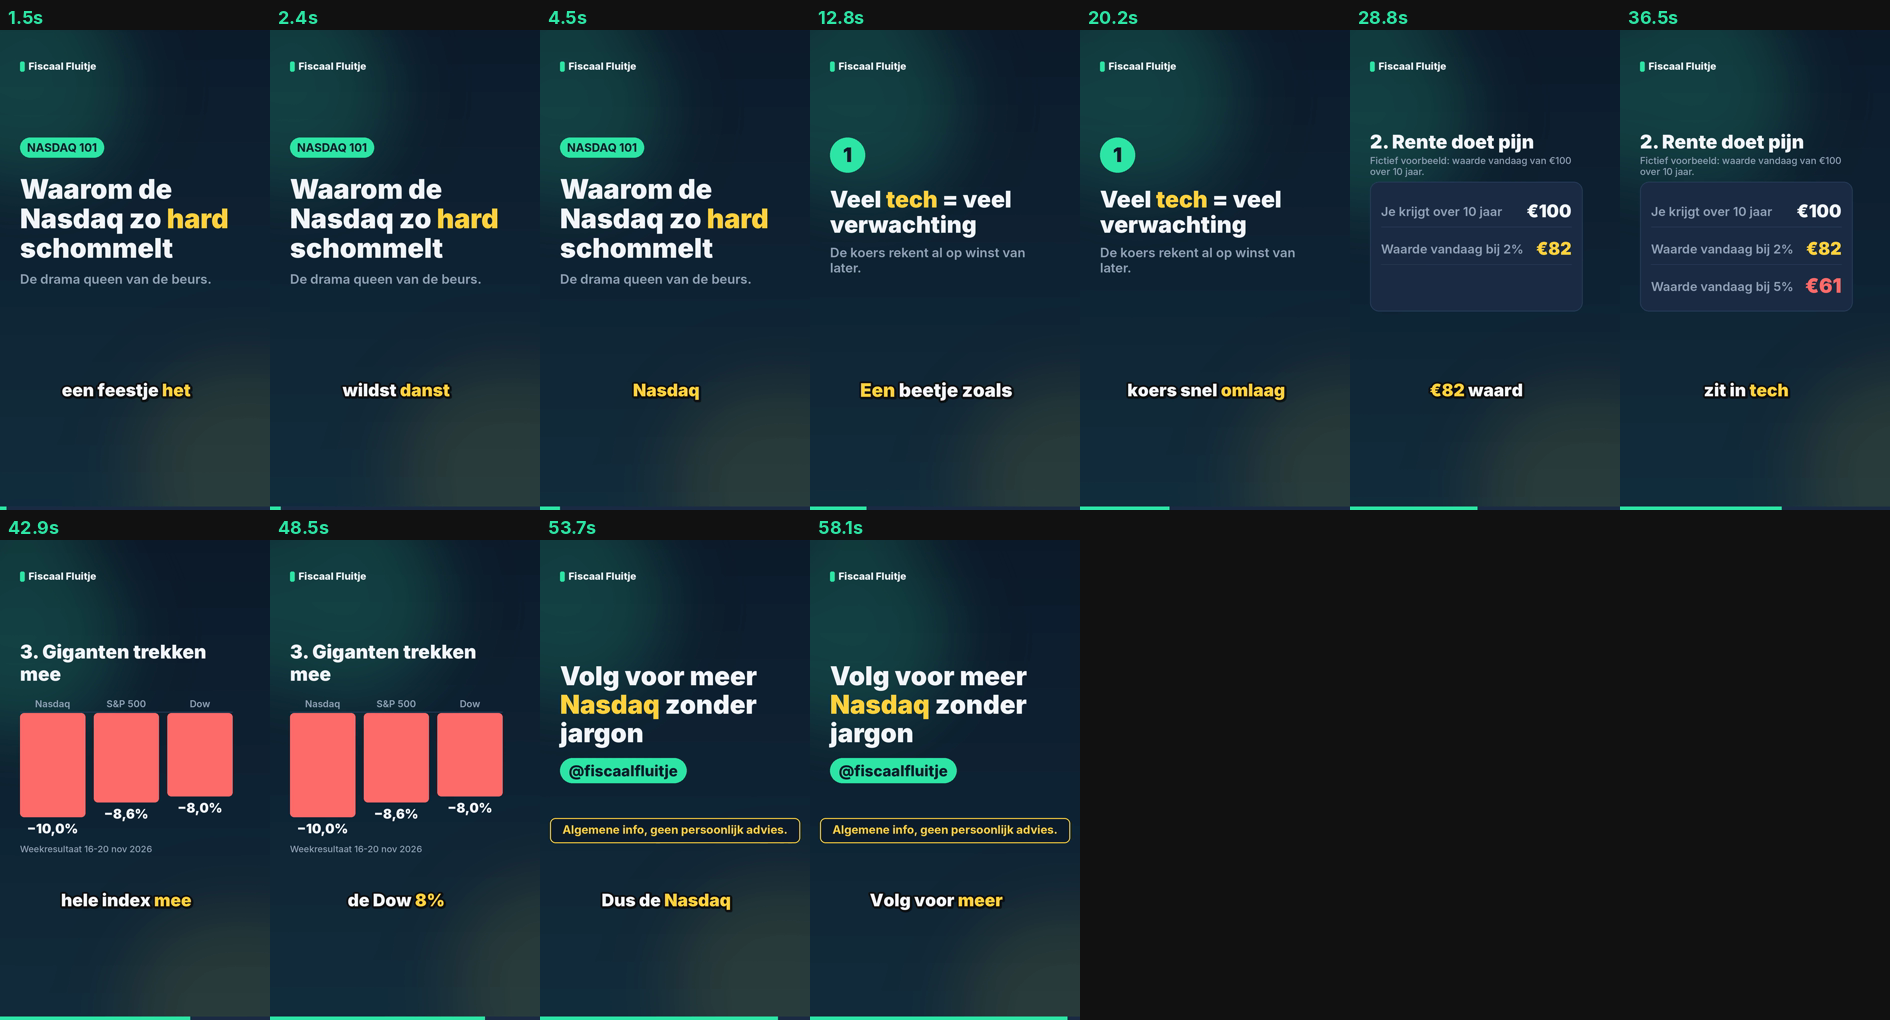 1.5s
Fiscaal Fluitje
NASDAQ 101
Waarom de
Nasdaq zo hard
schommelt
De drama queen van de beurs.
een feestje het
2.4s
Fiscaal Fluitje
NASDAQ 101
Waarom de
Nasdaq zo hard
schommelt
De drama queen van de beurs.
wildst danst
4.5s
Fiscaal Fluitje
NASDAQ 101
Waarom de
Nasdaq zo hard
schommelt
De drama queen van de beurs.
Nasdaq
12.8s
Fiscaal Fluitje
1
Veel tech = veel
verwachting
De koers rekent al op winst van
later.
Een beetje zoals
20.2s
Fiscaal Fluitje
1
Veel tech = veel
verwachting
De koers rekent al op winst van
later.
koers snel omlaag
28.8s
Fiscaal Fluitje
2. Rente doet pijn
Fictief voorbeeld: waarde vandaag van €100
over 10 jaar.
Je krijgt over 10 jaar €100
Waarde vandaag bij 2% €82
€82 waard
36.5s
Fiscaal Fluitje
2. Rente doet pijn
Fictief voorbeeld: waarde vandaag van €100
over 10 jaar.
Je krijgt over 10 jaar €100
Waarde vandaag bij 2% €82
Waarde vandaag bij 5% €61
zit in tech
42.9s
Fiscaal Fluitje
3. Giganten trekken
mee
Nasdaq S&P 500 Dow
−10,0% −8,6% −8,0%
Weekresultaat 16-20 nov 2026
hele index mee
48.5s
Fiscaal Fluitje
3. Giganten trekken
mee
Nasdaq S&P 500 Dow
−10,0% −8,6% −8,0%
Weekresultaat 16-20 nov 2026
de Dow 8%
53.7s
Fiscaal Fluitje
Volg voor meer
Nasdaq zonder
jargon
@fiscaalfluitje
Algemene info, geen persoonlijk advies.
Dus de Nasdaq
58.1s
Fiscaal Fluitje
Volg voor meer
Nasdaq zonder
jargon
@fiscaalfluitje
Algemene info, geen persoonlijk advies.
Volg voor meer